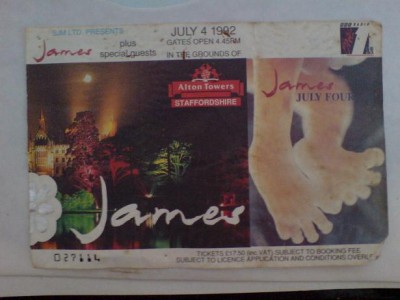 SJM LTD. PRESENTS
James plus
special guests
JULY 4 1992
GATES OPEN 4.45PM
IN THE GROUNDS OF
Alton Towers
STAFFORDSHIRE
James
JULY FOUR
James
TICKETS £17.50 (inc. VAT) SUBJECT TO BOOKING FEE
SUBJECT TO LICENCE APPLICATION AND CONDITIONS OVERLEAF
027114